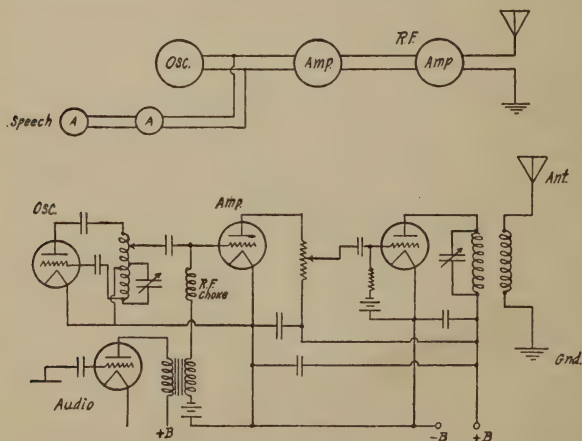 R.F.
Osc.
Amp.
Amp
Speech
A
A
Ant.
Osc.
Amp.
R.F.
Choke
Audio
Gnd.
+B
-B
+B